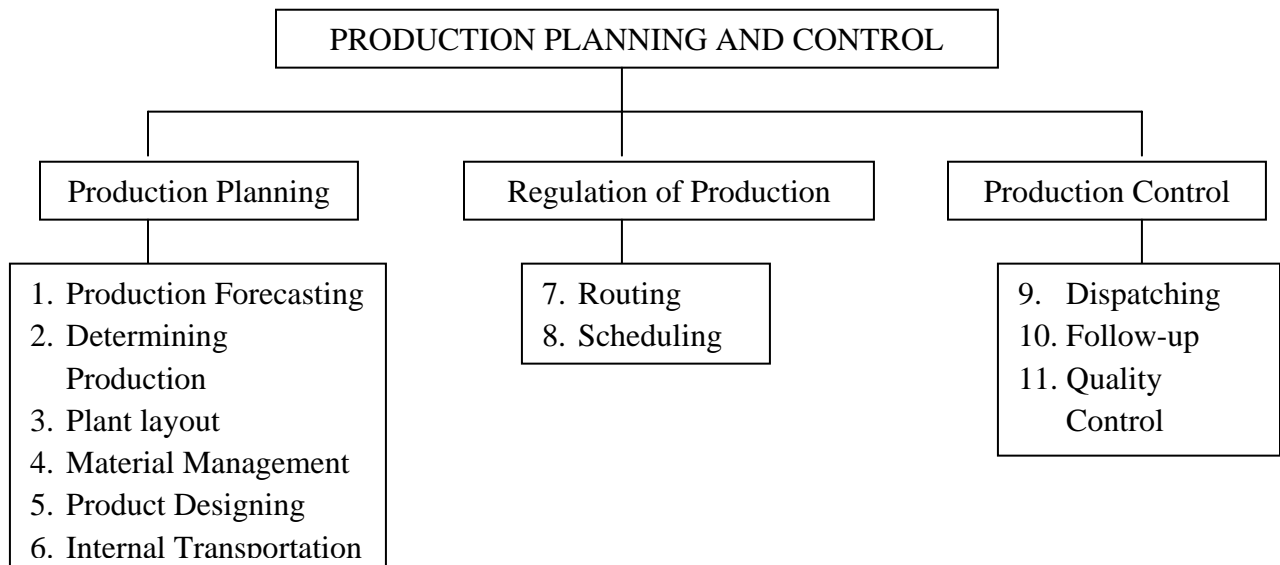 PRODUCTION PLANNING AND CONTROL
Production Planning
Regulation of Production
Production Control
1. Production Forecasting
2. Determining
Production
3. Plant layout
4. Material Management
5. Product Designing
6. Internal Transportation
7. Routing
8. Scheduling
9. Dispatching
10. Follow-up
11. Quality
Control